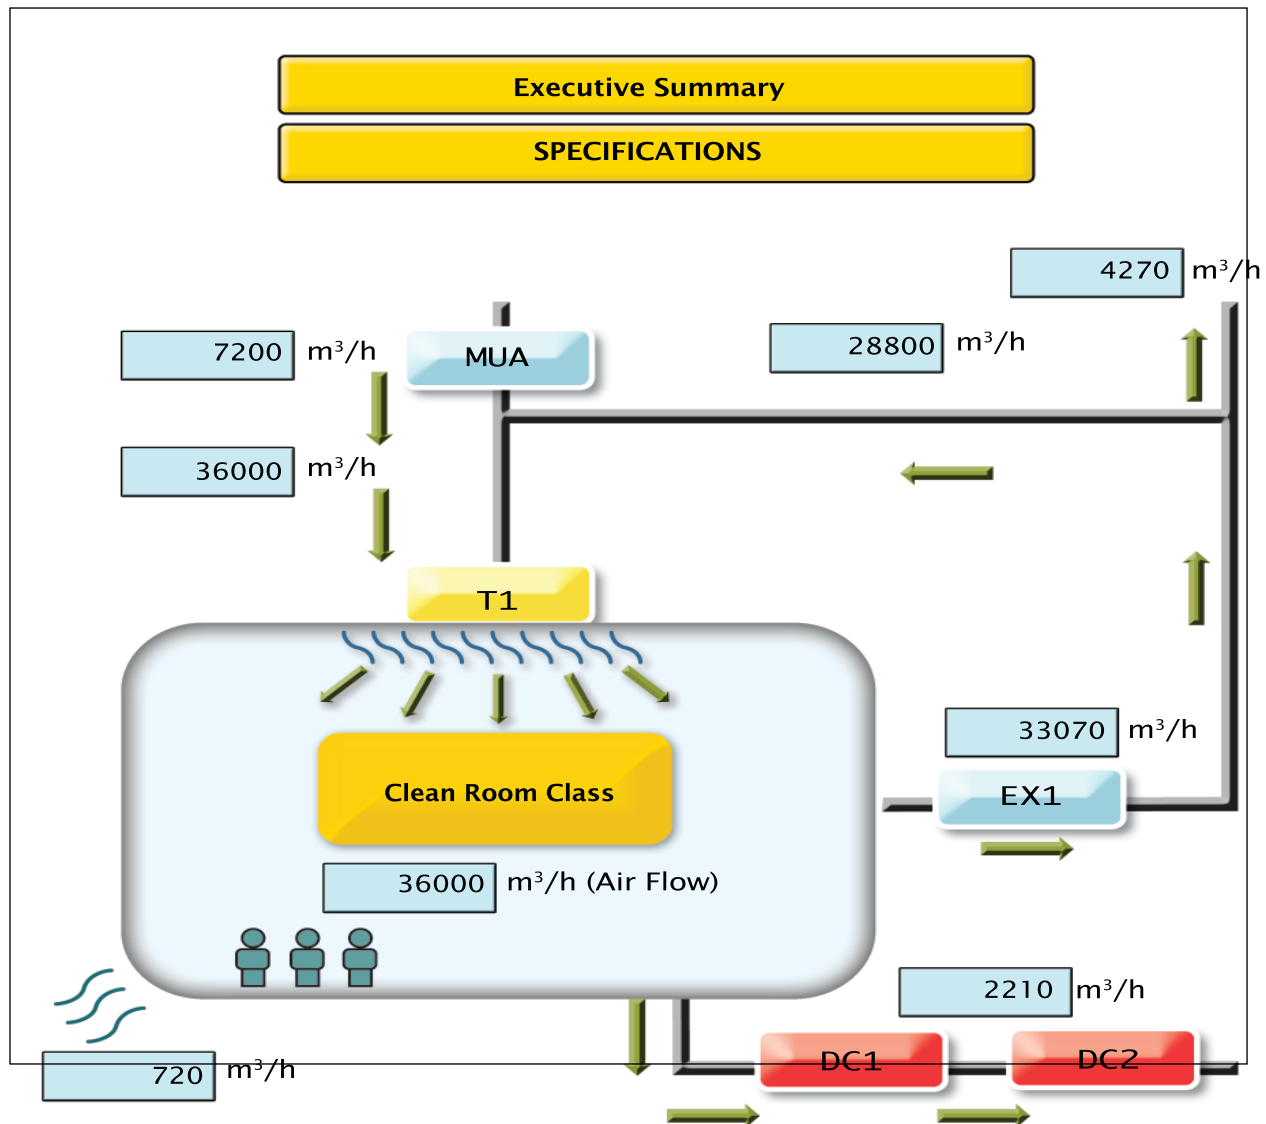 Executive Summary
SPECIFICATIONS
4270 m³/h
7200 m³/h
MUA
28800 m³/h
36000 m³/h
T1
33070 m³/h
EX1
Clean Room Class
36000 m³/h (Air Flow)
2210 m³/h
DC1
DC2
720 m³/h